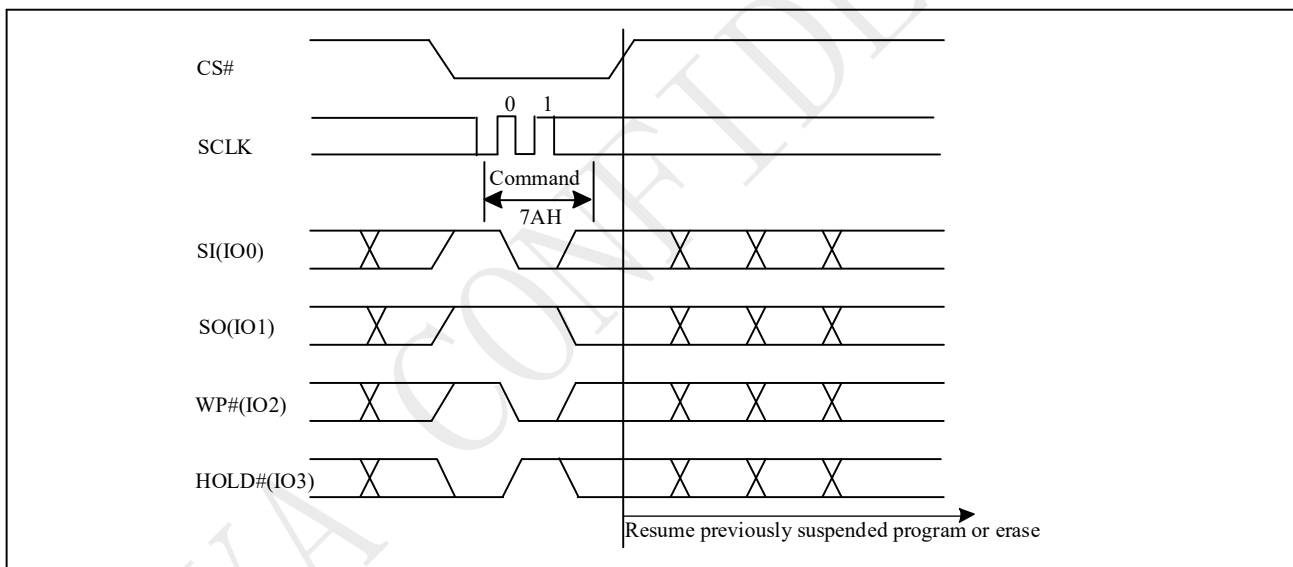 CS#
0 1
SCLK
Command
7AH
SI(IO0)
SO(IO1)
WP#(IO2)
HOLD#(IO3)
Resume previously suspended program or erase